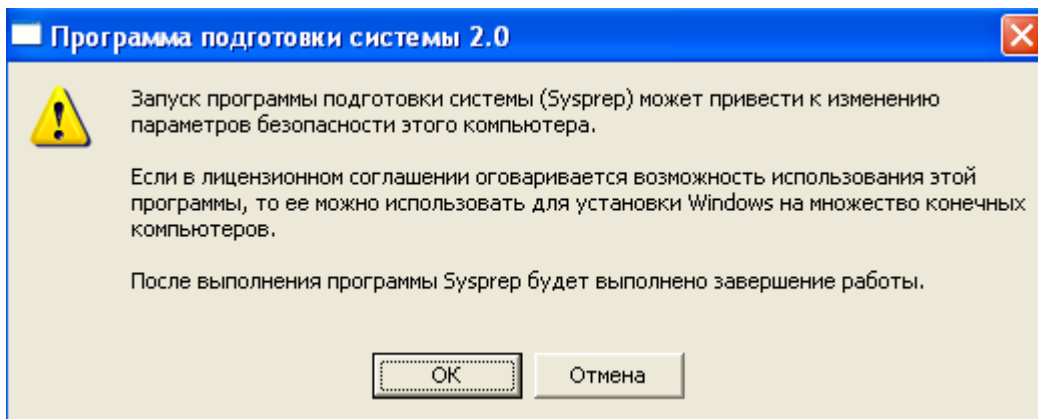 Программа подготовки системы 2.0
Запуск программы подготовки системы (Sysprep) может привести к изменению
параметров безопасности этого компьютера.
Если в лицензионном соглашении оговаривается возможность использования этой
программы, то ее можно использовать для установки Windows на множество конечных
компьютеров.
После выполнения программы Sysprep будет выполнено завершение работы.
ОК Отмена